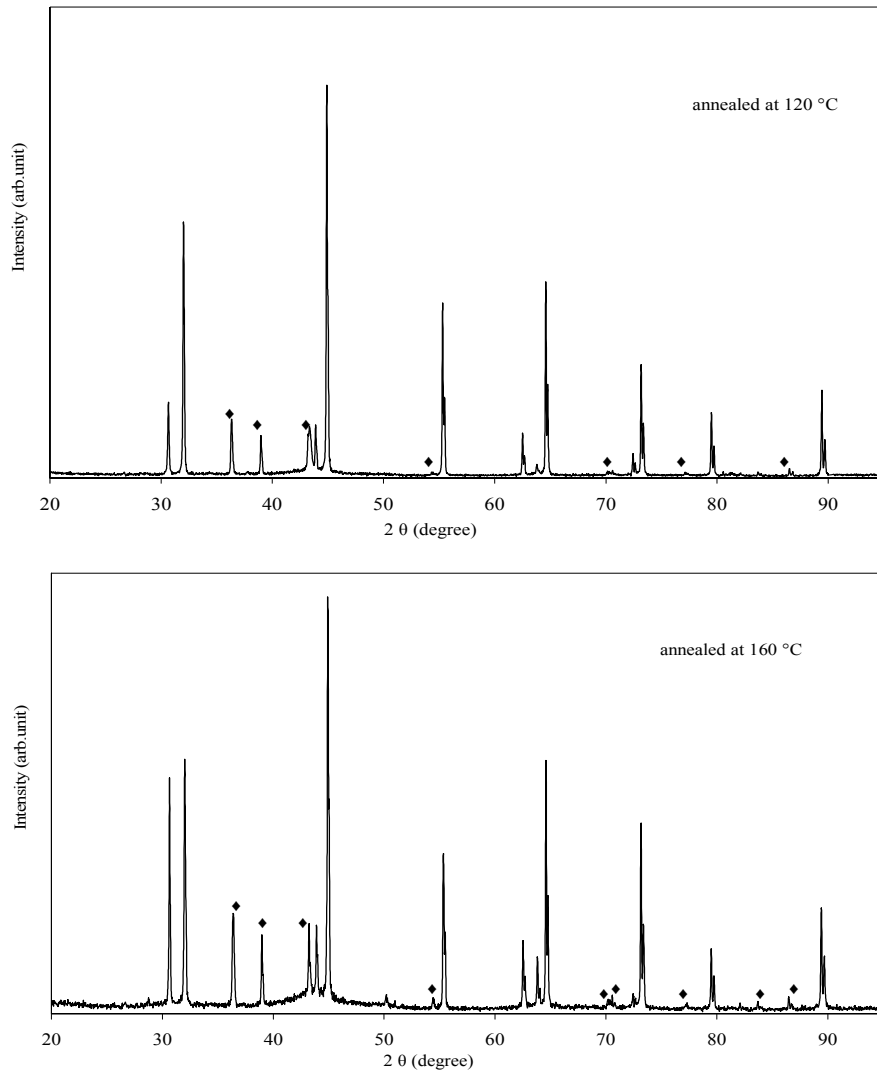 annealed at 120 °C
Intensity (arb.unit)
20 30 40 50 60 70 80 90
2 θ (degree)
annealed at 160 °C
Intensity (arb.unit)
20 30 40 50 60 70 80 90
2 θ (degree)